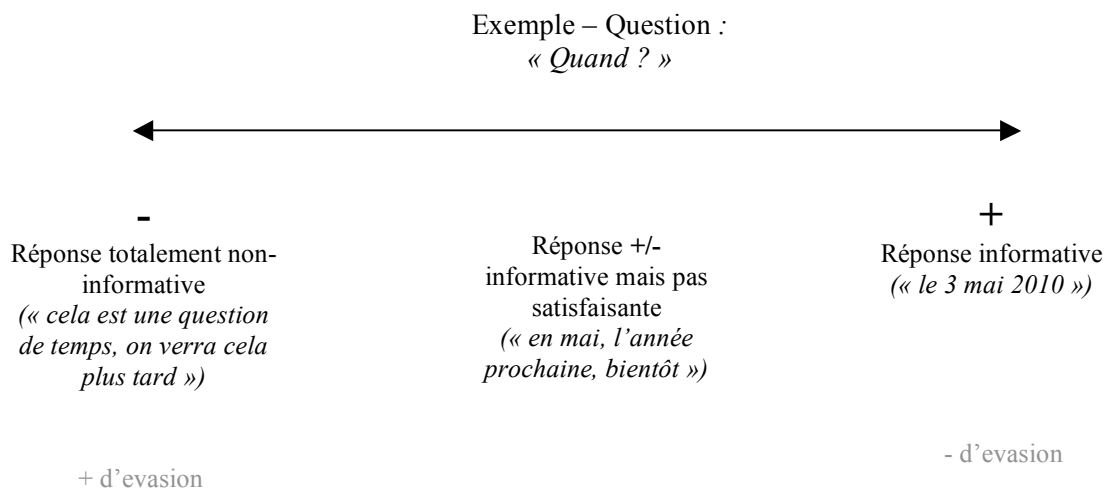 Exemple – Question :
« Quand ? »
-
Réponse totalement non-
informative
(« cela est une question
de temps, on verra cela
plus tard »)
Réponse +/-
informative mais pas
satisfaisante
(« en mai, l’année
prochaine, bientôt »)
+
Réponse informative
(« le 3 mai 2010 »)
+ d’evasion
- d’evasion